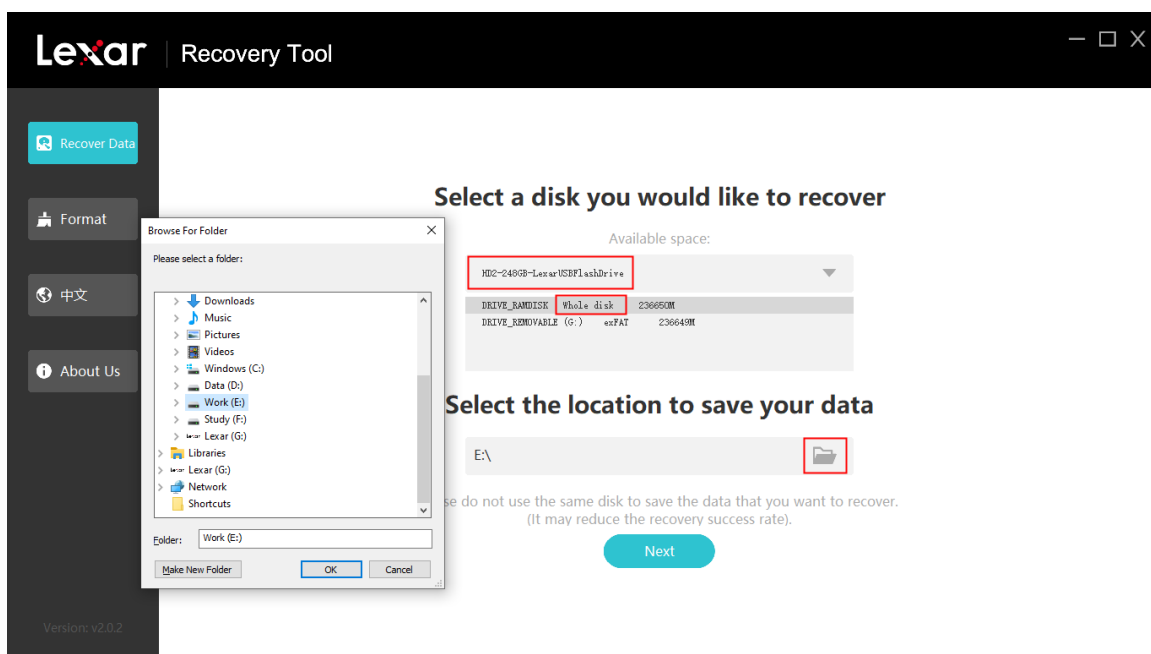 Lexar
Recovery Tool
Recover Data
Format
中文
About Us
Version: v2.0.2
Browse For Folder
Please select a folder:
Downloads
Music
Pictures
Videos
Windows (C:)
Data (D:)
Work (E:)
Study (F:)
Lexar Lexar (G:)
Libraries
Lexar Lexar (G:)
Network
Shortcuts
Folder: Work (E:)
Make New Folder OK Cancel
Select a disk you would like to recover
Available space:
HD2-248GB-LexarUSBFlashDrive
DRIVE_RAMDISK Whole disk 236650M
DRIVE_REMOVABLE (G:) exFAT 236649M
Select the location to save your data
E:\
se do not use the same disk to save the data that you want to recover.
(It may reduce the recovery success rate).
Next